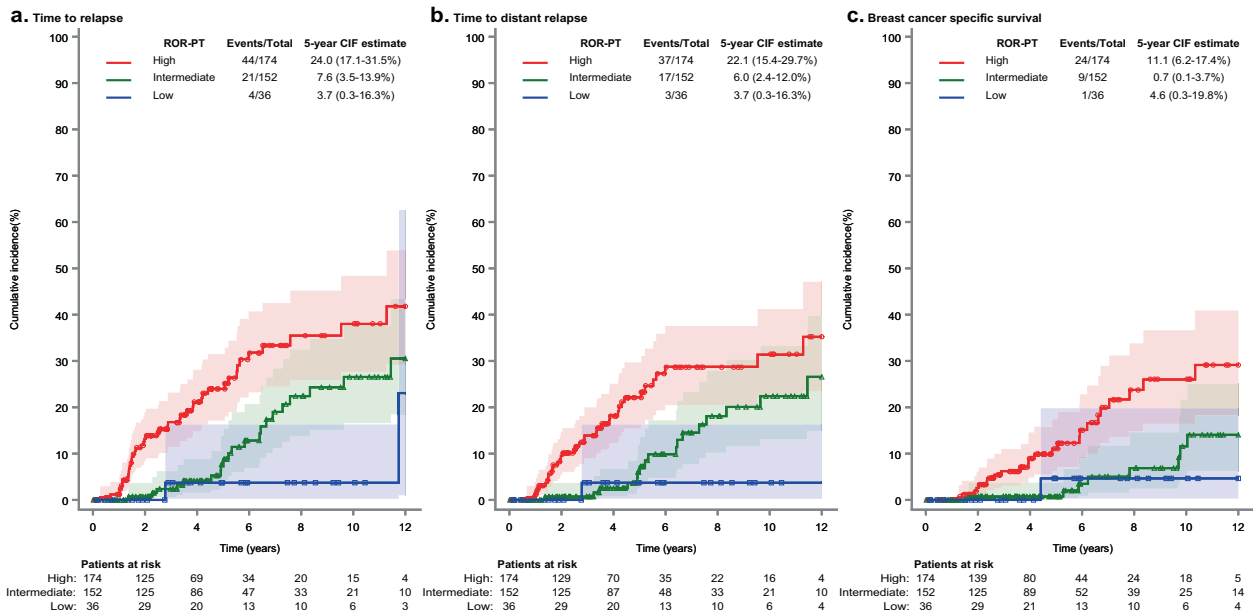 a. Time to relapse
ROR-PT Events/Total 5-year CIF estimate
High 44/174 24.0 (17.1-31.5%)
Intermediate 21/152 7.6 (3.5-13.9%)
Low 4/36 3.7 (0.3-16.3%)
Cumulative incidence(%)
100
90
80
70
60
50
40
30
20
10
0
0 2 4 6 8 10 12
Time (years)
Patients at risk
High: 174 125 69 34 20 15 4
Intermediate: 152 125 86 47 33 21 10
Low: 36 29 20 13 10 6 3
b. Time to distant relapse
ROR-PT Events/Total 5-year CIF estimate
High 37/174 22.1 (15.4-29.7%)
Intermediate 17/152 6.0 (2.4-12.0%)
Low 3/36 3.7 (0.3-16.3%)
Cumulative incidence(%)
100
90
80
70
60
50
40
30
20
10
0
0 2 4 6 8 10 12
Time (years)
Patients at risk
High: 174 129 70 35 22 16 4
Intermediate: 152 125 87 48 33 21 10
Low: 36 29 20 13 10 6 4
c. Breast cancer specific survival
ROR-PT Events/Total 5-year CIF estimate
High 24/174 11.1 (6.2-17.4%)
Intermediate 9/152 0.7 (0.1-3.7%)
Low 1/36 4.6 (0.3-19.8%)
Cumulative incidence(%)
100
90
80
70
60
50
40
30
20
10
0
0 2 4 6 8 10 12
Time (years)
Patients at risk
High: 174 139 80 44 24 18 5
Intermediate: 152 125 89 52 39 25 14
Low: 36 29 21 13 10 6 4